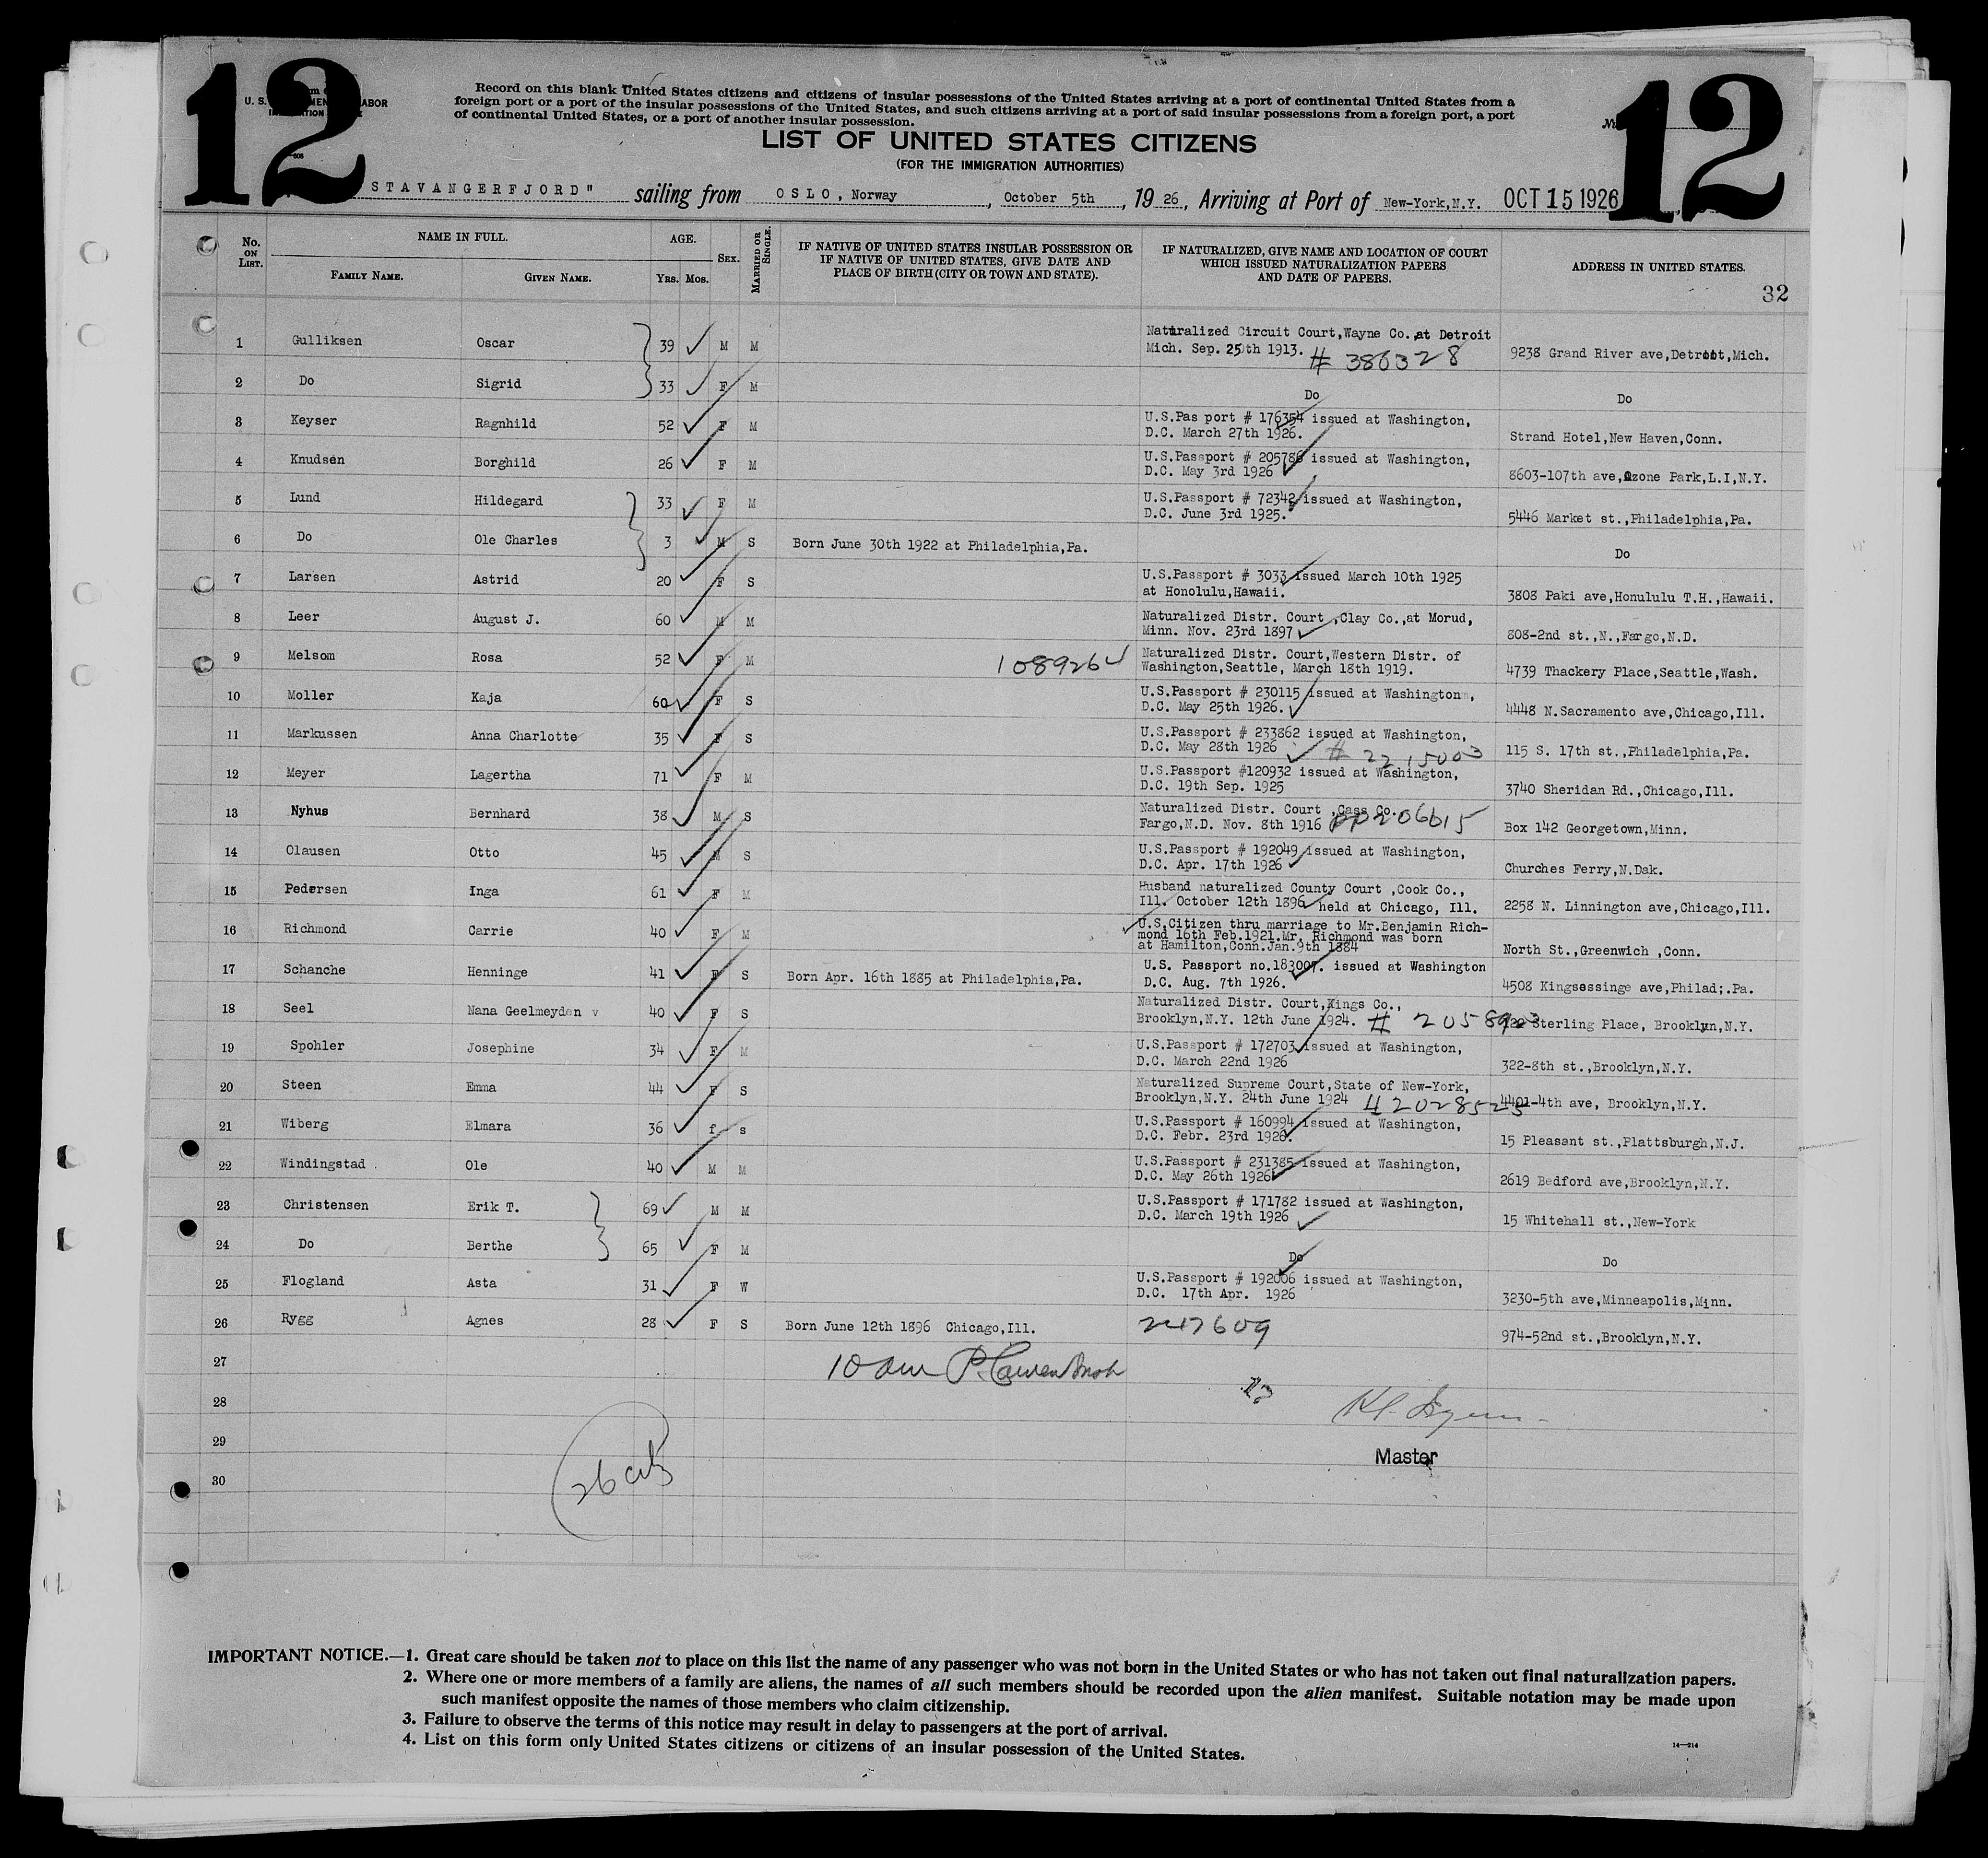 12
12
U. S.
LABOR
Record on this blank United States citizens and citizens of insular possessions of the United States arriving at a port of continental United States from a
foreign port or a port of the insular possessions of the United States, and such citizens arriving at a port of said insular possessions from a foreign port, a port
of continental United States, or a port of another insular possession.
LIST OF UNITED STATES CITIZENS
(FOR THE IMMIGRATION AUTHORITIES)
STAVANGERFJORD" sailing from OSLO, Norway, October 5th, 19 26, Arriving at Port of New-York,N.Y. OCT 15 1926
No. ON LIST. NAME IN FULL. FAMILY NAME. GIVEN NAME. AGE. YRS. MOS. SEX. MARRIED OR SINGLE. IF NATIVE OF UNITED STATES INSULAR POSSESSION OR IF NATIVE OF UNITED STATES, GIVE DATE AND PLACE OF BIRTH (CITY OR TOWN AND STATE). IF NATURALIZED, GIVE NAME AND LOCATION OF COURT WHICH ISSUED NATURALIZATION PAPERS AND DATE OF PAPERS. ADDRESS IN UNITED STATES.
32
1 Gulliksen Oscar 39 M M Naturalized Circuit Court,Wayne Co.,at Detroit
Mich. Sep. 25th 1913. # 386328 9238 Grand River ave,Detroit,Mich.
2 Do Sigrid 33 F M Do Do
3 Keyser Ragnhild 52 F M U.S.Pas port # 176354 issued at Washington,
D.C. March 27th 1926. Strand Hotel,New Haven,Conn.
4 Knudsen Borghild 26 F M U.S.Passport # 205786 issued at Washington,
D.C. May 3rd 1926 8603-107th ave,Ozone Park,L.I,N.Y.
5 Lund Hildegard 33 F M U.S.Passport # 72342 issued at Washington,
D.C. June 3rd 1925. 5446 Market st.,Philadelphia,Pa.
6 Do Ole Charles 3 M S Born June 30th 1922 at Philadelphia,Pa. Do
7 Larsen Astrid 20 F S U.S.Passport # 3033 issued March 10th 1925
at Honolulu,Hawaii. 3808 Paki ave,Honululu T.H.,Hawaii.
8 Leer August J. 60 M M Naturalized Distr. Court ,Clay Co.,at Morud,
Minn. Nov. 23rd 1897 808-2nd st.,N.,Fargo,N.D.
9 Melsom Rosa 52 F M 1089264 Naturalized Distr. Court,Western Distr. of
Washington,Seattle, March 18th 1919. 4739 Thackery Place,Seattle,Wash.
10 Moller Kaja 60 F S U.S.Passport # 230115 issued at Washington,
D.C. May 25th 1926. 4448 N.Sacramento ave,Chicago,Ill.
11 Markussen Anna Charlotte 35 F S U.S.Passport # 233862 issued at Washington,
D.C. May 28th 1926 # 2215003 115 S. 17th st.,Philadelphia,Pa.
12 Meyer Lagertha 71 F M U.S.Passport #120932 issued at Washington,
D.C. 19th Sep. 1925 3740 Sheridan Rd.,Chicago,Ill.
13 Nyhus Bernhard 38 M S Naturalized Distr. Court ,Cass Co.
Fargo,N.D. Nov. 8th 1916 pp206615 Box 142 Georgetown,Minn.
14 Olausen Otto 45 M S U.S.Passport # 192049 issued at Washington,
D.C. Apr. 17th 1926 Churches Ferry,N.Dak.
15 Pedersen Inga 61 F M Husband naturalized County Court ,Cook Co.,
Ill. October 12th 1896 held at Chicago, Ill. 2258 N. Linnington ave,Chicago,Ill.
16 Richmond Carrie 40 F M U.S.Citizen thru marriage to Mr.Benjamin Rich-
mond 16th Feb.1921.Mr. Richmond was born
at Hamilton,Conn.Jan.9th 1884 North St.,Greenwich ,Conn.
17 Schanche Henninge 41 F S Born Apr. 16th 1885 at Philadelphia,Pa. U.S. Passport no.183007. issued at Washington
D.C. Aug. 7th 1926. 4508 Kingsessinge ave,Philad;.Pa.
18 Seel Nana Geelmeyden v 40 F S Naturalized Distr. Court,Kings Co.,
Brooklyn,N.Y. 12th June 1924. # 2058923 Sterling Place, Brooklyn,N.Y.
19 Spohler Josephine 34 F M U.S.Passport # 172703 issued at Washington,
D.C. March 22nd 1926 322-8th st.,Brooklyn,N.Y.
20 Steen Emma 44 F S Naturalized Supreme Court,State of New-York,
Brooklyn,N.Y. 24th June 1924 #2028525 4401-4th ave, Brooklyn,N.Y.
21 Wiberg Elmara 36 f s U.S.Passport # 160994 issued at Washington,
D.C. Febr. 23rd 1926. 15 Pleasant st.,Plattsburgh,N.J.
22 Windingstad Ole 40 M M U.S.Passport # 231385 issued at Washington,
D.C. May 26th 1926 2619 Bedford ave,Brooklyn,N.Y.
23 Christensen Erik T. 69 M M U.S.Passport # 171782 issued at Washington,
D.C. March 19th 1926 15 Whitehall st.,New-York
24 Do Berthe 65 F M Do Do
25 Flogland Asta 31 F W U.S.Passport # 192006 issued at Washington,
D.C. 17th Apr. 1926 3230-5th ave,Minneapolis,Minn.
26 Rygg Agnes 28 F S Born June 12th 1896 Chicago,Ill. 2417609 974-52nd st.,Brooklyn,N.Y.
27 10 am
28
29 Master
30 26
IMPORTANT NOTICE.—1. Great care should be taken not to place on this list the name of any passenger who was not born in the United States or who has not taken out final naturalization papers.
2. Where one or more members of a family are aliens, the names of all such members should be recorded upon the alien manifest. Suitable notation may be made upon
such manifest opposite the names of those members who claim citizenship.
3. Failure to observe the terms of this notice may result in delay to passengers at the port of arrival.
4. List on this form only United States citizens or citizens of an insular possession of the United States.
14—214